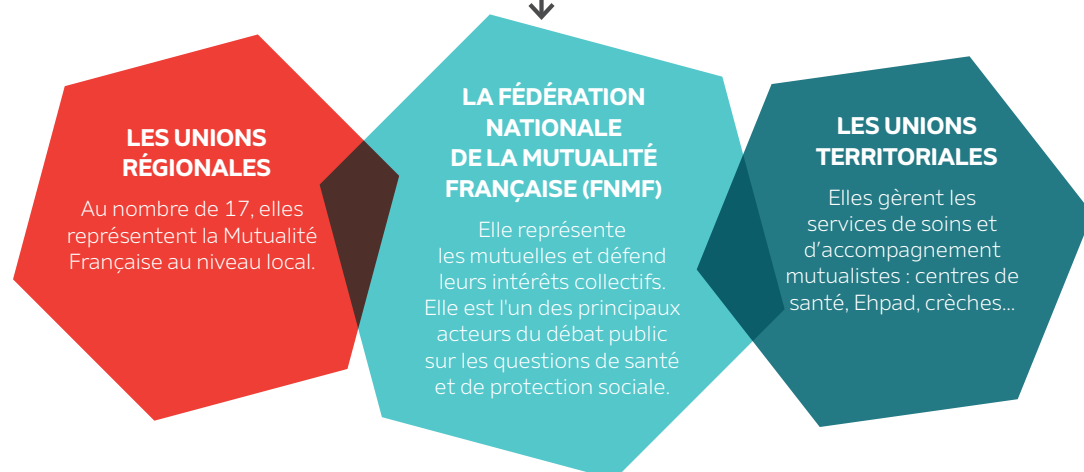 LES UNIONS
RÉGIONALES
Au nombre de 17, elles
représentent la Mutualité
Française au niveau local.
LA FÉDÉRATION
NATIONALE
DE LA MUTUALITÉ
FRANÇAISE (FNMF)
Elle représente
les mutuelles et défend
leurs intérêts collectifs.
Elle est l'un des principaux
acteurs du débat public
sur les questions de santé
et de protection sociale.
LES UNIONS
TERRITORIALES
Elles gèrent les
services de soins et
d'accompagnement
mutualistes : centres de
santé, Ehpad, crèches...